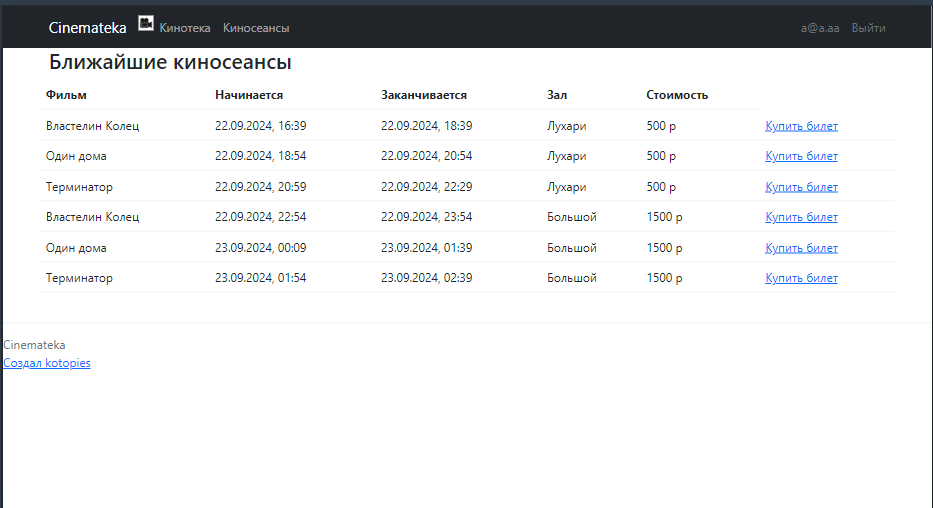 Cinemateka Кинотека Киносеансы a@a.aa Выйти
Ближайшие киносеансы
Фильм Начинается Заканчивается Зал Стоимость
Властелин Колец 22.09.2024, 16:39 22.09.2024, 18:39 Лухари 500 р Купить билет
Один дома 22.09.2024, 18:54 22.09.2024, 20:54 Лухари 500 р Купить билет
Терминатор 22.09.2024, 20:59 22.09.2024, 22:29 Лухари 500 р Купить билет
Властелин Колец 22.09.2024, 22:54 22.09.2024, 23:54 Большой 1500 р Купить билет
Один дома 23.09.2024, 00:09 23.09.2024, 01:39 Большой 1500 р Купить билет
Терминатор 23.09.2024, 01:54 23.09.2024, 02:39 Большой 1500 р Купить билет
Cinemateka
Создал kotopies